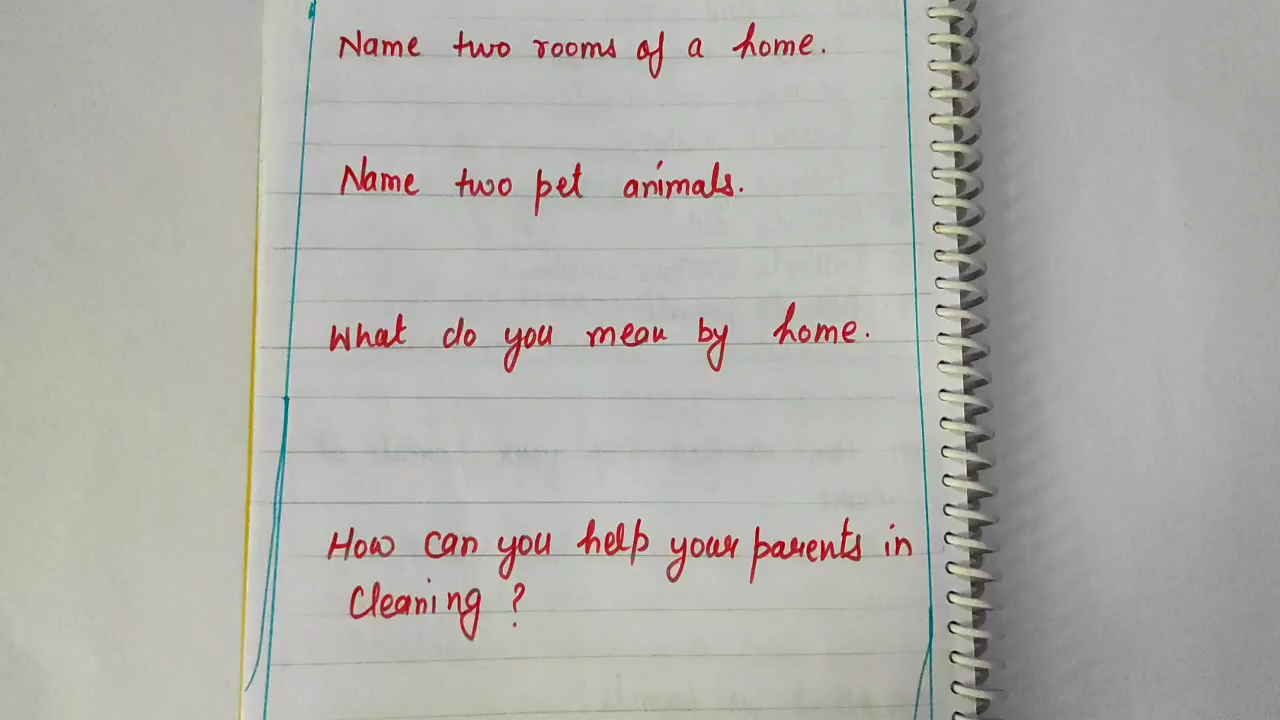 Name two rooms of a home.
Name two pet animals.
What do you mean by home.
How can you help your parents in
Cleaning ?